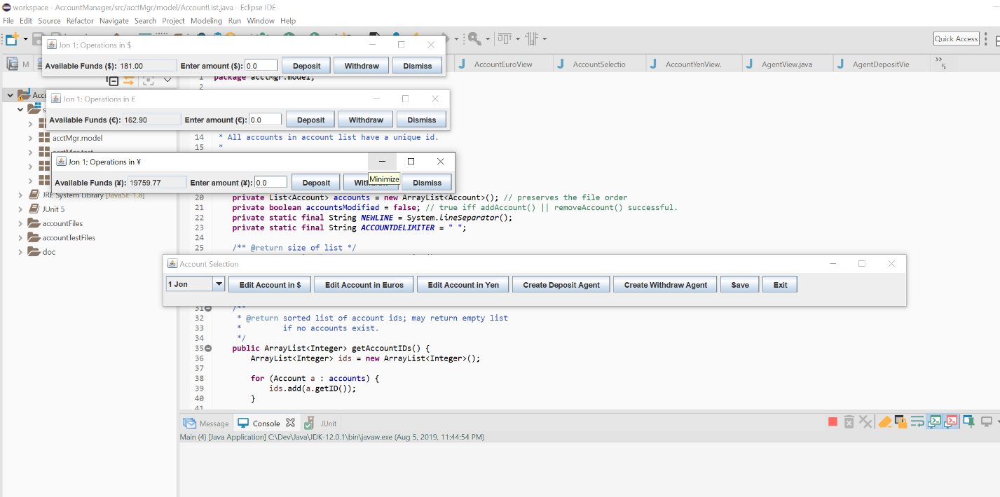 workspace - AccountManager/src/acctMgr/model/AccountList.java - Eclipse IDE
File Edit Source Refactor Navigate Search Project Modeling Run Window Help
Quick Access
Jon 1; Operations in $
Available Funds ($): 181.00 Enter amount ($): 0.0 Deposit Withdraw Dismiss
M AccountEuroView AccountSelectio AccountYenView. AgentView.java AgentDepositVie »5
1 package acctMgr.model;
2
Acc
Jon 1; Operations in €
s
Available Funds (€): 162.90 Enter amount (€): 0.0 Deposit Withdraw Dismiss
acctMgr.model
14 * All accounts in account list have a unique id.
15 *
Jon 1; Operations in ¥
Minimize
Available Funds (¥): 19759.77 Enter amount (¥): 0.0 Deposit Dismiss
JRE System Library [JavaSE-1.8]
JUnit 5
accountFiles
accountTestFiles
doc
20 private List<Account> accounts = new ArrayList<Account>(); // preserves the file order
21 private boolean accountsModified = false; // true iff addAccount() || removeAccount() successful.
22 private static final String NEWLINE = System.lineSeparator();
23 private static final String ACCOUNTDELIMITER = " ";
24
25 /** @return size of list */
Account Selection
1 Jon Edit Account in $ Edit Account in Euros Edit Account in Yen Create Deposit Agent Create Withdraw Agent Save Exit
31 /**
32 * @return sorted list of account ids; may return empty list
33 * if no accounts exist.
34 */
35 public ArrayList<Integer> getAccountIDs() {
36 ArrayList<Integer> ids = new ArrayList<Integer>();
37
38 for (Account a : accounts) {
39 ids.add(a.getID());
40 }
41
Message Console JUnit
Main (4) [Java Application] C:\Dev\Java\JDK-12.0.1\bin\javaw.exe (Aug 5, 2019, 11:44:54 PM)